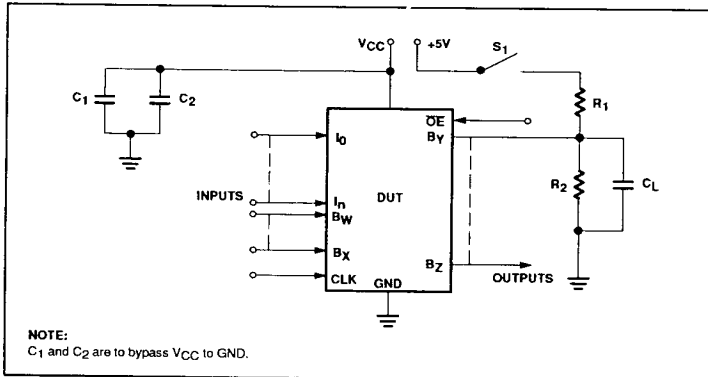 VCC +5V S1
C1 C2 R1
OE
I0 BY
R2 CL
INPUTS In DUT
BW
BX BZ
OUTPUTS
CLK GND
NOTE:
C1 and C2 are to bypass VCC to GND.